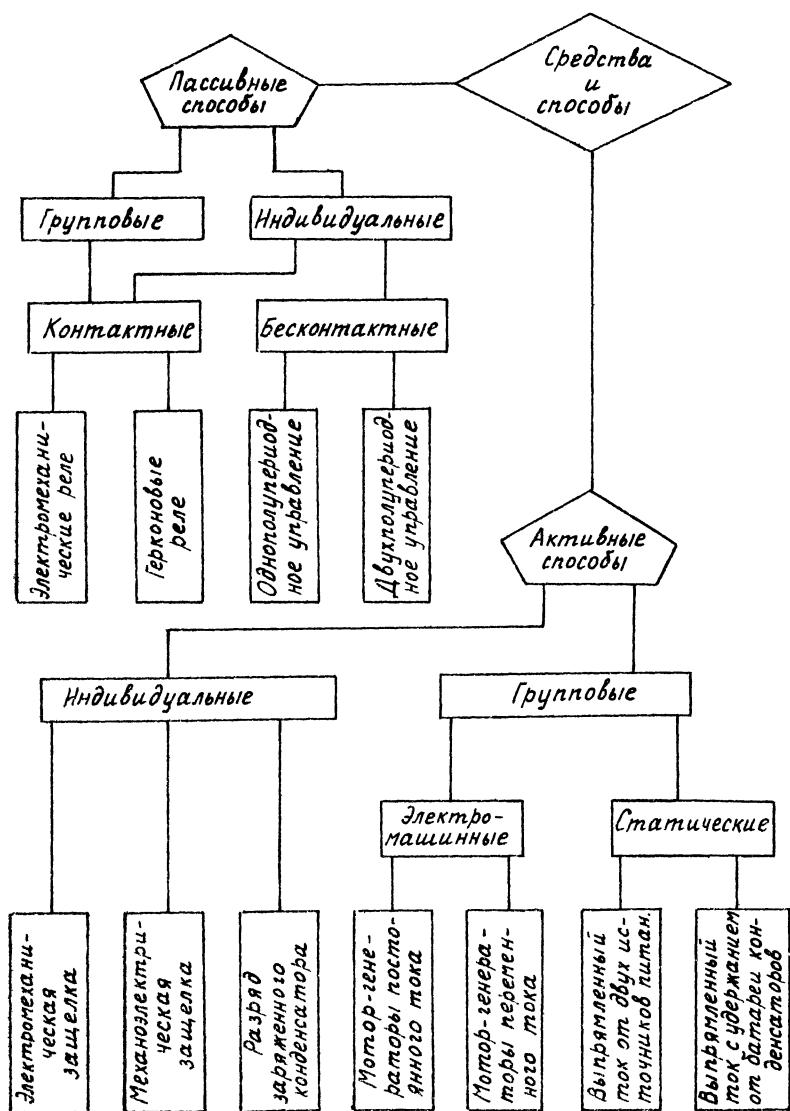 Пассивные
способы
Средства
и
способы
Групповые
Индивидуальные
Контактные
Бесконтактные
Электромехани-
ческие реле
Герконовые
реле
Однополупериод-
ное управление
Двухполупериод-
ное управление
Активные
способы
Индивидуальные
Групповые
Электро-
машинные
Статические
Электромехани-
ческая
защелка
Механоэлектри-
ческая
защелка
Разряд
заряженного
конденсатора
Мотор-гене-
раторы посто-
янного тока
Мотор-генера-
торы перемен-
ного тока
Выпрямленный
ток от двух ис-
точников питан.
Выпрямленный
ток с удержанием
от батареи кон-
денсаторов